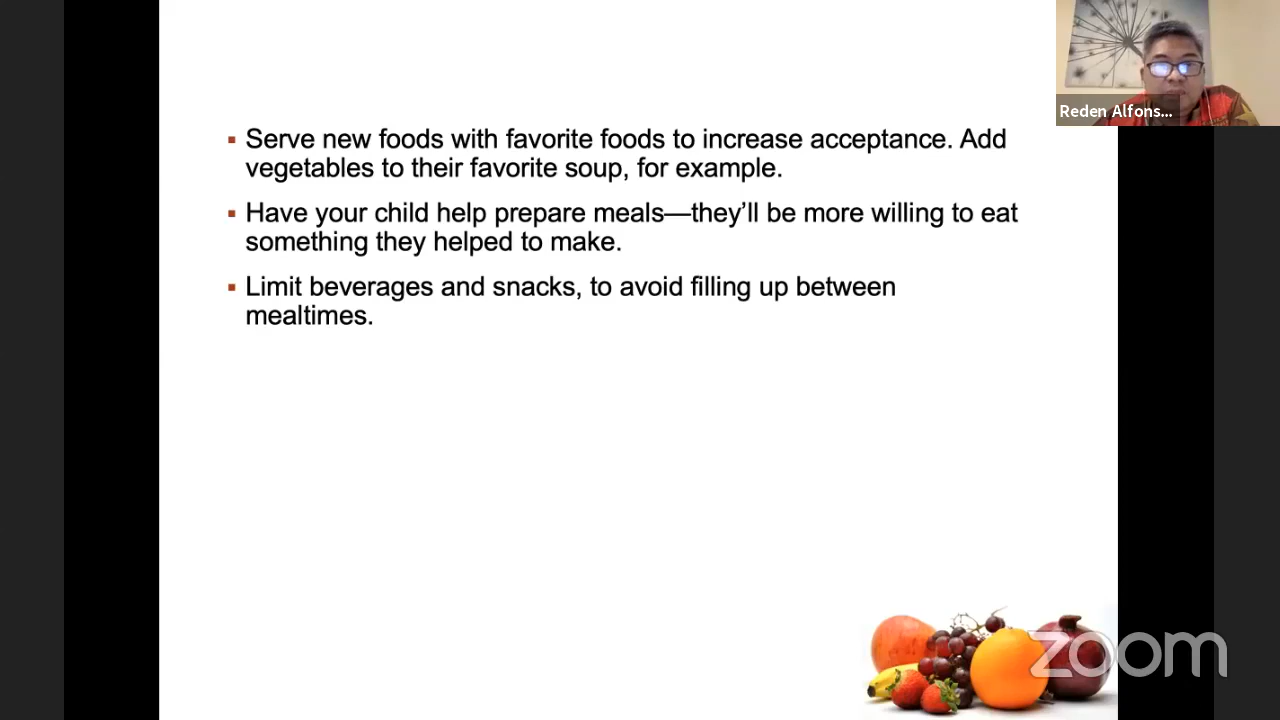 Reden Alfons...
▪ Serve new foods with favorite foods to increase acceptance. Add
vegetables to their favorite soup, for example.
▪ Have your child help prepare meals—they’ll be more willing to eat
something they helped to make.
▪ Limit beverages and snacks, to avoid filling up between
mealtimes.
zoom